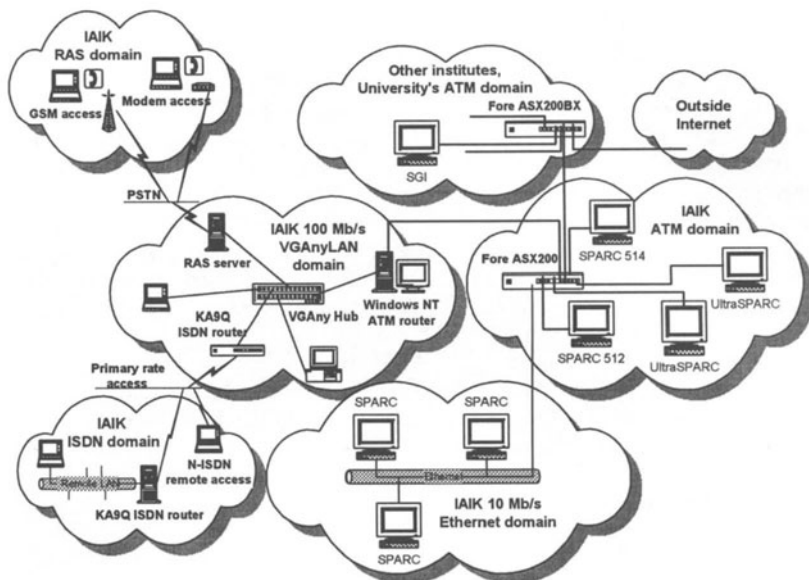 IAIK
RAS domain
GSM access
Modem access
Other institutes,
University's ATM domain
Fore ASX200BX
SGI
Outside
Internet
PSTN
IAIK 100 Mb/s
VGAnyLAN
domain
RAS server
KA9Q
ISDN router
VGAny Hub
Windows NT
ATM router
IAIK
ATM domain
Fore ASX200
SPARC 514
UltraSPARC
SPARC 512
UltraSPARC
Primary rate
access
IAIK
ISDN domain
Remote LAN
N-ISDN
remote access
KA9Q ISDN router
SPARC
SPARC
Ethernet
IAIK 10 Mb/s
Ethernet domain
SPARC